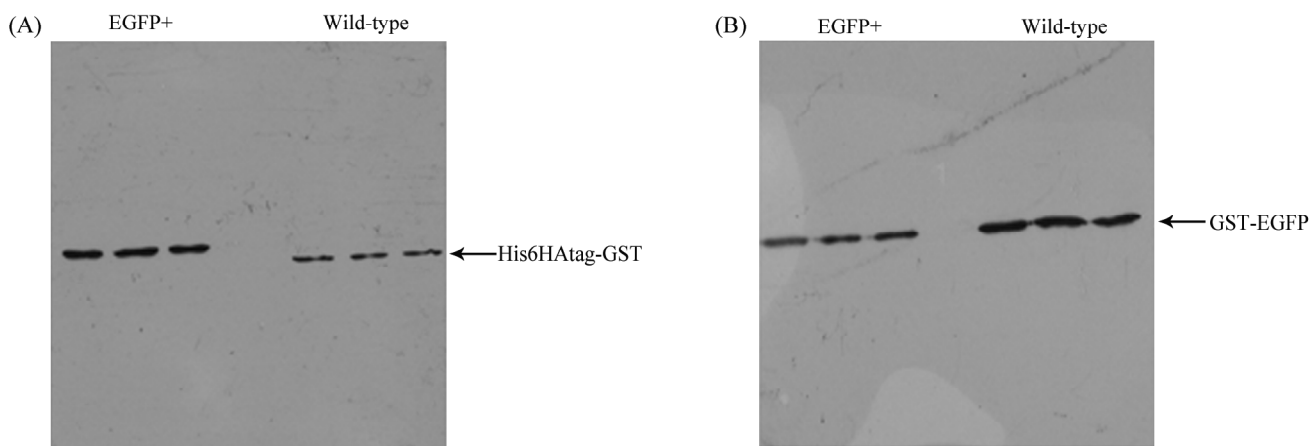 (A)
EGFP+
Wild-type
His6HAtag-GST
(B)
EGFP+
Wild-type
GST-EGFP